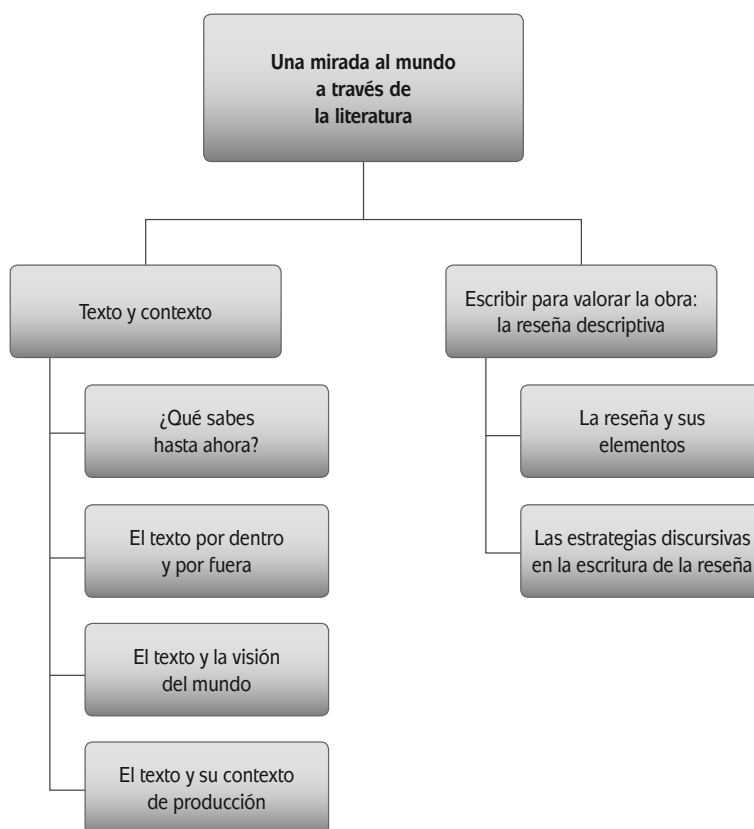 Una mirada al mundo
a través de
la literatura
Texto y contexto
¿Qué sabes
hasta ahora?
El texto por dentro
y por fuera
El texto y la visión
del mundo
El texto y su contexto
de producción
Escribir para valorar la obra:
la reseña descriptiva
La reseña y sus
elementos
Las estrategias discursivas
en la escritura de la reseña